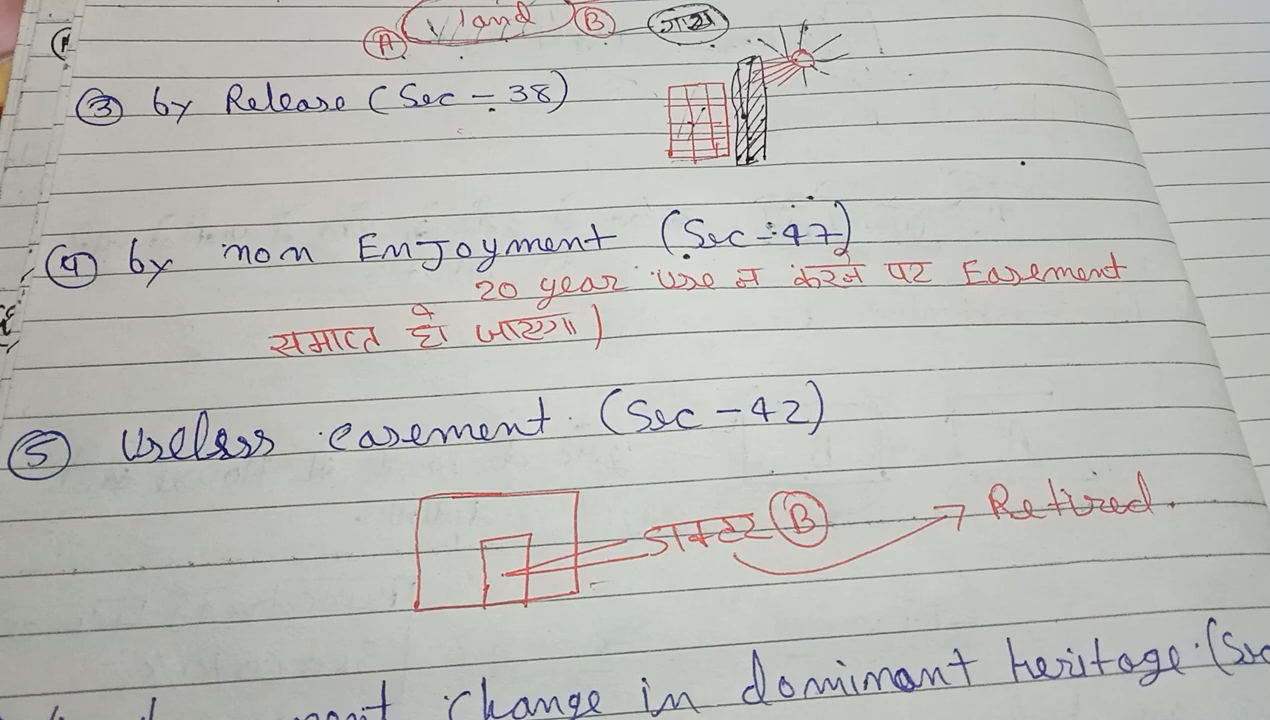 A land B गाय
③ by Release (Sec - 38)
④ by non Enjoyment (Sec - 47)
20 year use न करने पर Easement
समाप्त हो जाएगा)
⑤ Useless easement. (Sec - 42)
डाक्टर B → Retired.
change in dominant heritage. (Sec